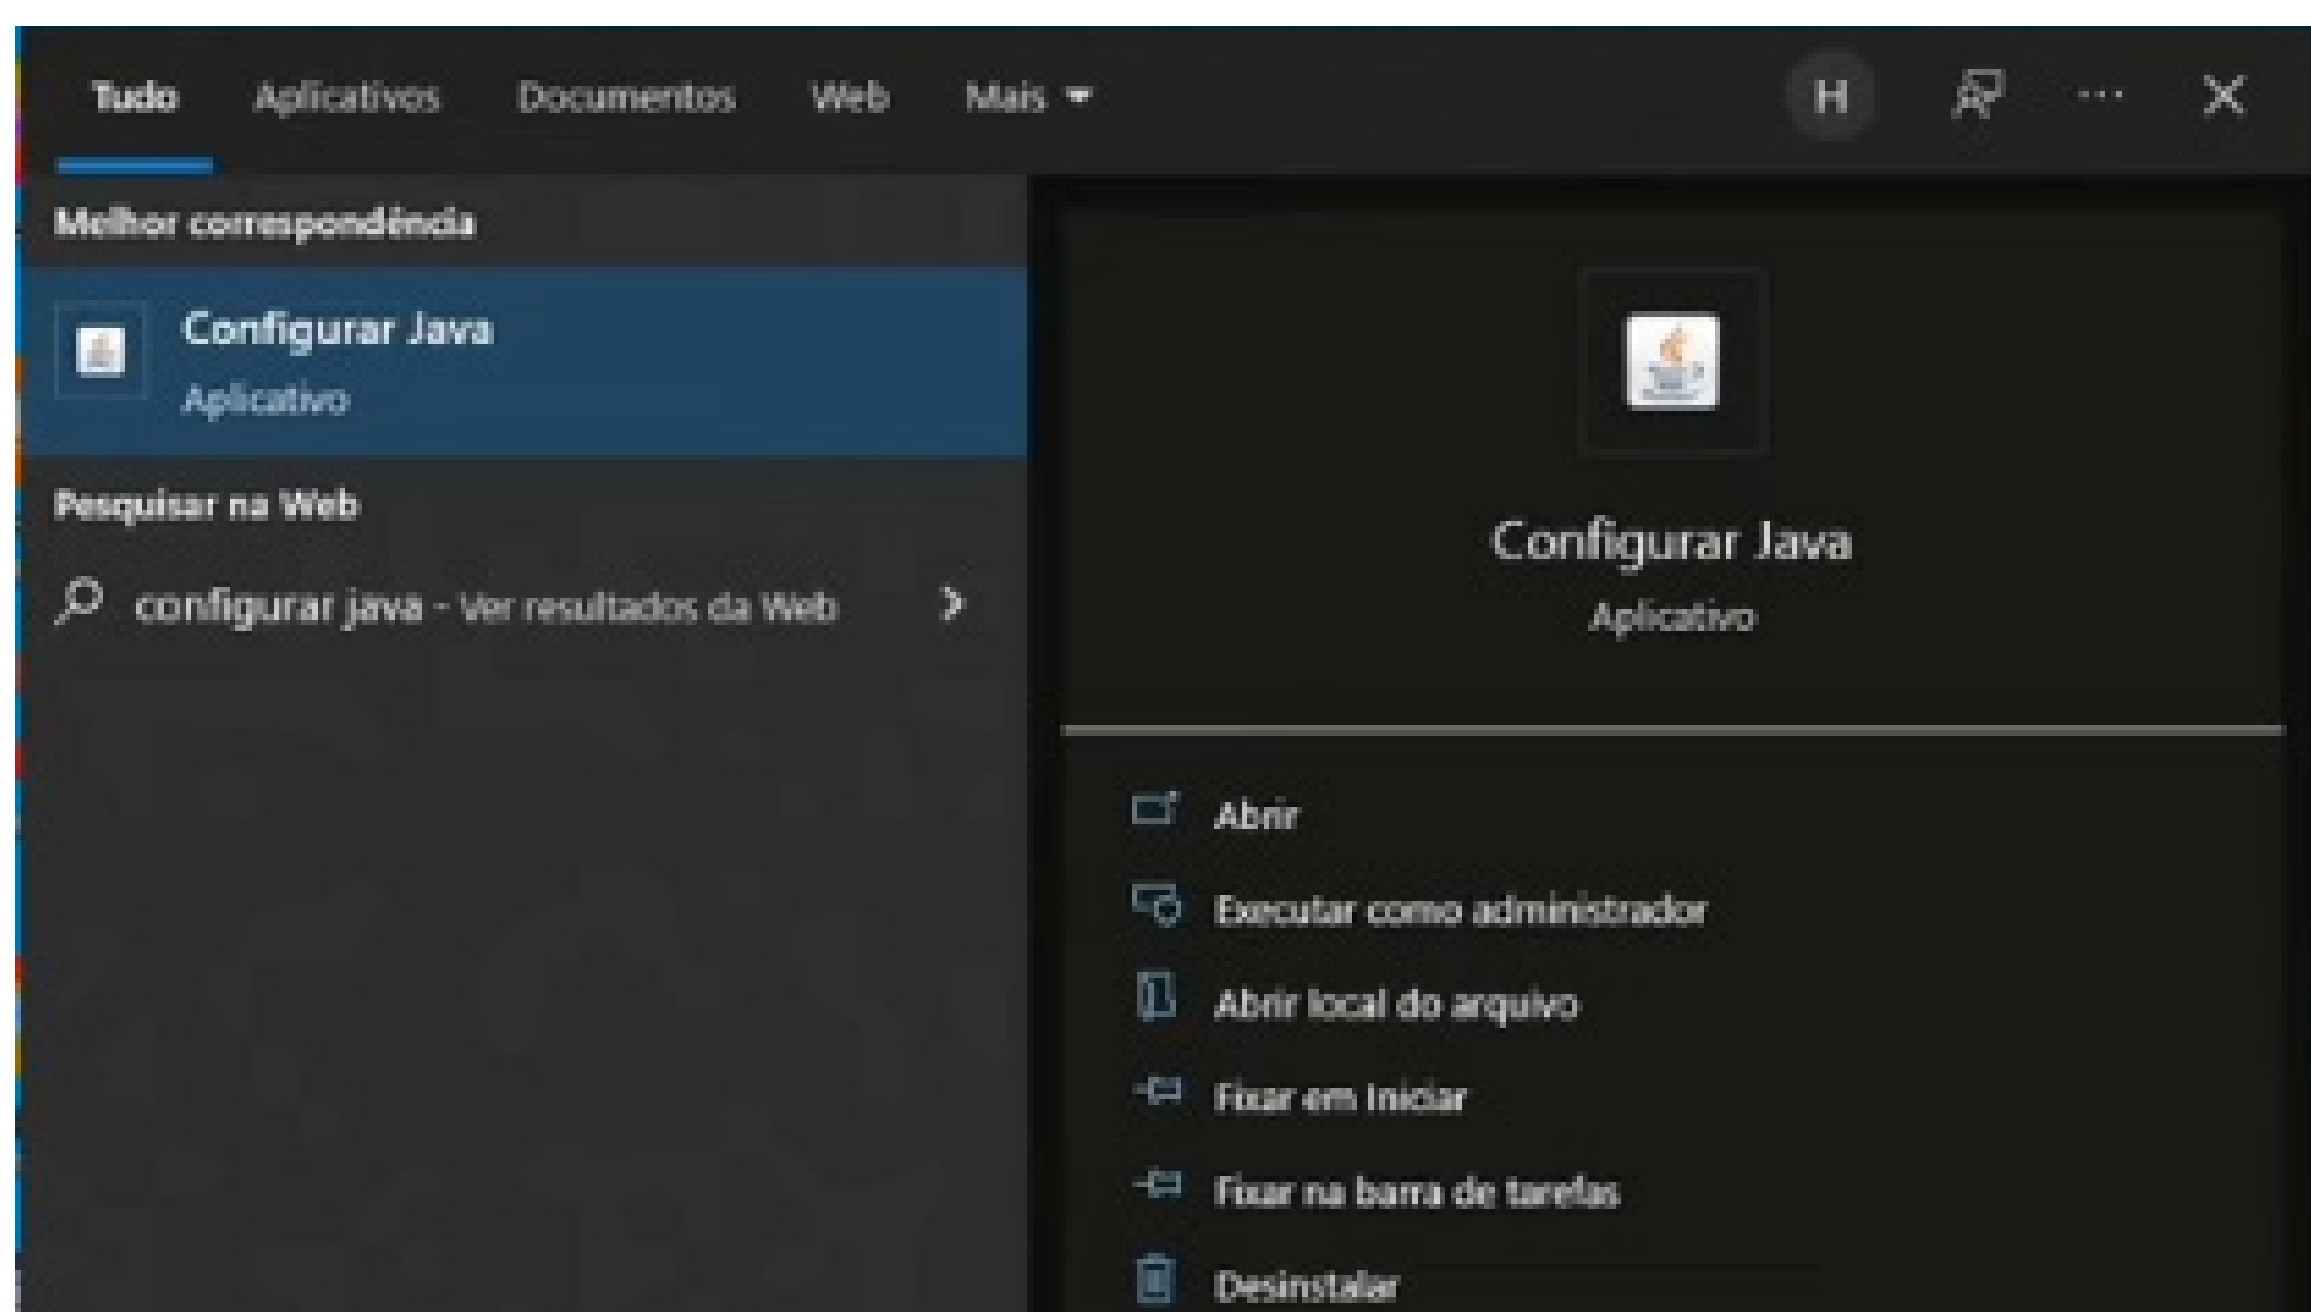 Tudo Aplicativos Documentos Web Mais H
Melhor correspondência
Configurar Java
Aplicativo
Pesquisar na Web
configurar java - Ver resultados da Web
Configurar Java
Aplicativo
Abrir
Executar como administrador
Abrir local do arquivo
Fixar em Iniciar
Fixar na barra de tarefas
Desinstalar